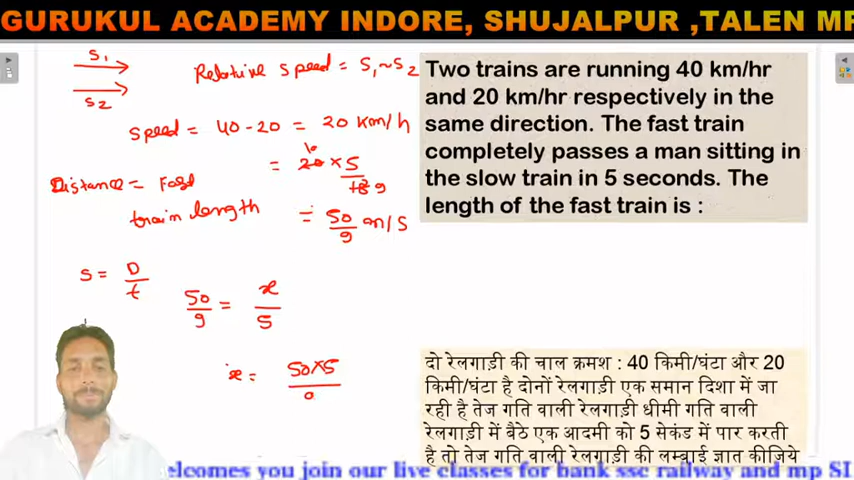 GURUKUL ACADEMY INDORE, SHUJALPUR ,TALEN MP
S₁
S₂
Relative speed = S₁~S₂
Speed = 40-20 = 20 km/h
= 20 10 × 5/18 9
Distance = Fast
train length
= 50/9 m/s
S = D/t
50/9 = x/5
x = 50×5/9
Two trains are running 40 km/hr
and 20 km/hr respectively in the
same direction. The fast train
completely passes a man sitting in
the slow train in 5 seconds. The
length of the fast train is :
दो रेलगाड़ी की चाल क्रमश : 40 किमी/घंटा और 20
किमी/घंटा है दोनों रेलगाड़ी एक समान दिशा में जा
रही है तेज गति वाली रेलगाड़ी धीमी गति वाली
रेलगाड़ी में बैठे एक आदमी को 5 सेकंड में पार करती
है तो तेज गति वाली रेलगाड़ी की लम्बाई ज्ञात कीजिये
elcomes you join our live classes for bank ssc railway and mp SI